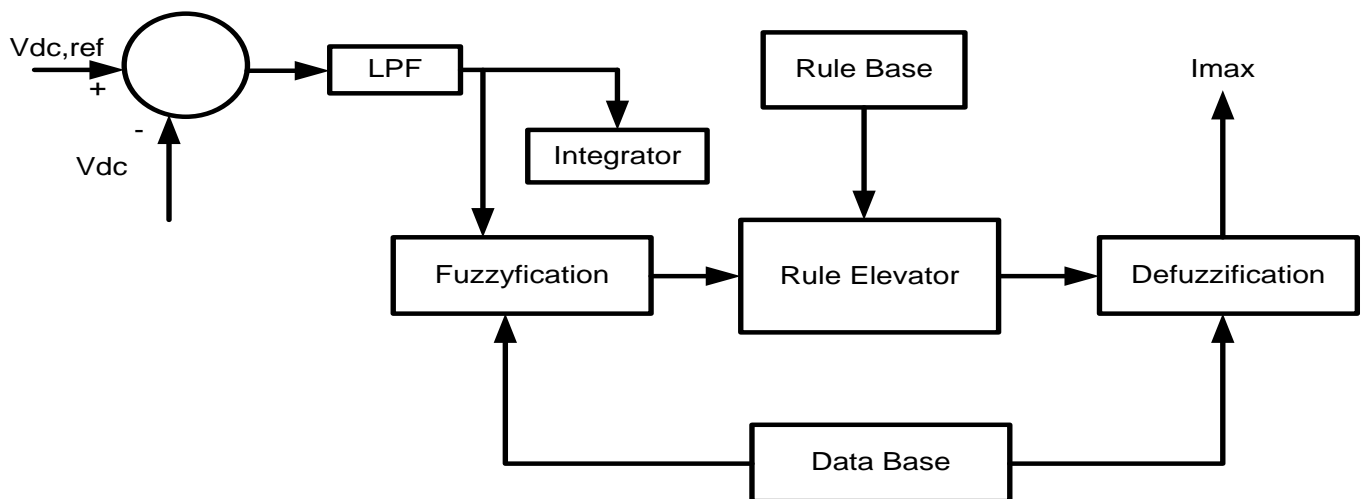 Vdc,ref
+
-
Vdc
LPF
Integrator
Rule Base
Imax
Fuzzyfication
Rule Elevator
Defuzzification
Data Base